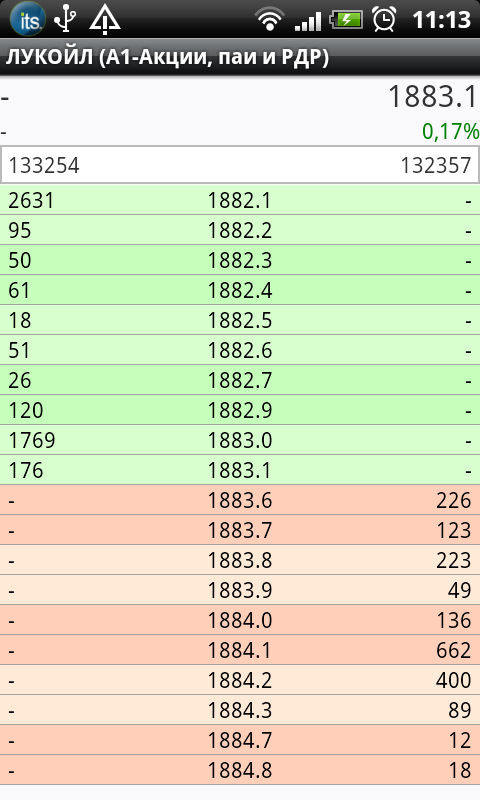 its 11:13
ЛУКОЙЛ (А1-Акции, паи и РДР)
- 1883.1
- 0,17%
133254 132357
2631 1882.1 -
95 1882.2 -
50 1882.3 -
61 1882.4 -
18 1882.5 -
51 1882.6 -
26 1882.7 -
120 1882.9 -
1769 1883.0 -
176 1883.1 -
- 1883.6 226
- 1883.7 123
- 1883.8 223
- 1883.9 49
- 1884.0 136
- 1884.1 662
- 1884.2 400
- 1884.3 89
- 1884.7 12
- 1884.8 18